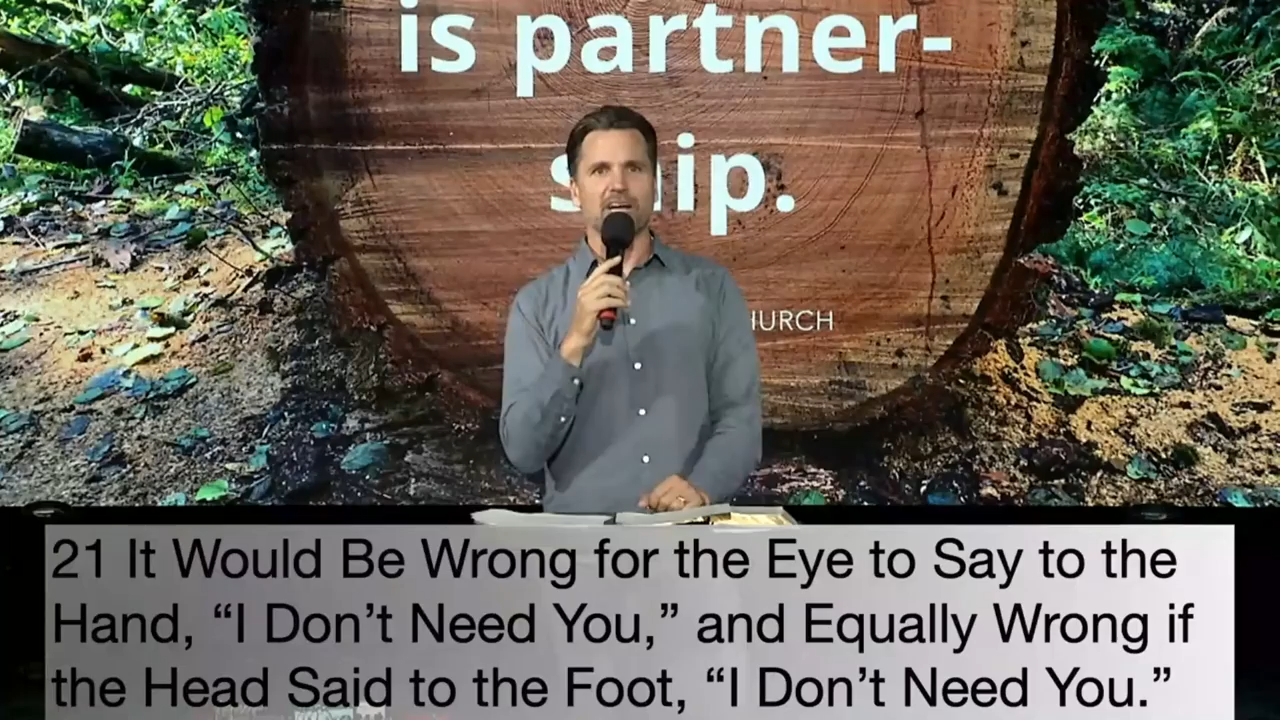 is partner-
ship.
HURCH
21 It Would Be Wrong for the Eye to Say to the
Hand, “I Don’t Need You,” and Equally Wrong if
the Head Said to the Foot, “I Don’t Need You.”